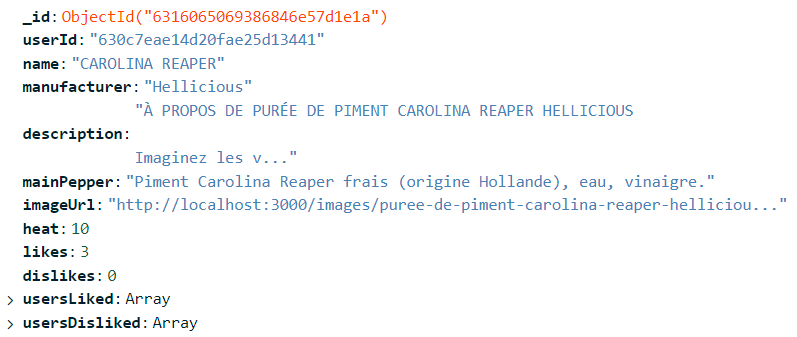 _id: ObjectId("6316065069386846e57d1e1a")
userId: "630c7eae14d20fae25d13441"
name: "CAROLINA REAPER"
manufacturer: "Hellicious"
"À PROPOS DE PURÉE DE PIMENT CAROLINA REAPER HELLICIOUS
description:
Imaginez les v..."
mainPepper: "Piment Carolina Reaper frais (origine Hollande), eau, vinaigre."
imageUrl: "http://localhost:3000/images/puree-de-piment-carolina-reaper-helliciou..."
heat: 10
likes: 3
dislikes: 0
> usersLiked: Array
> usersDisliked: Array